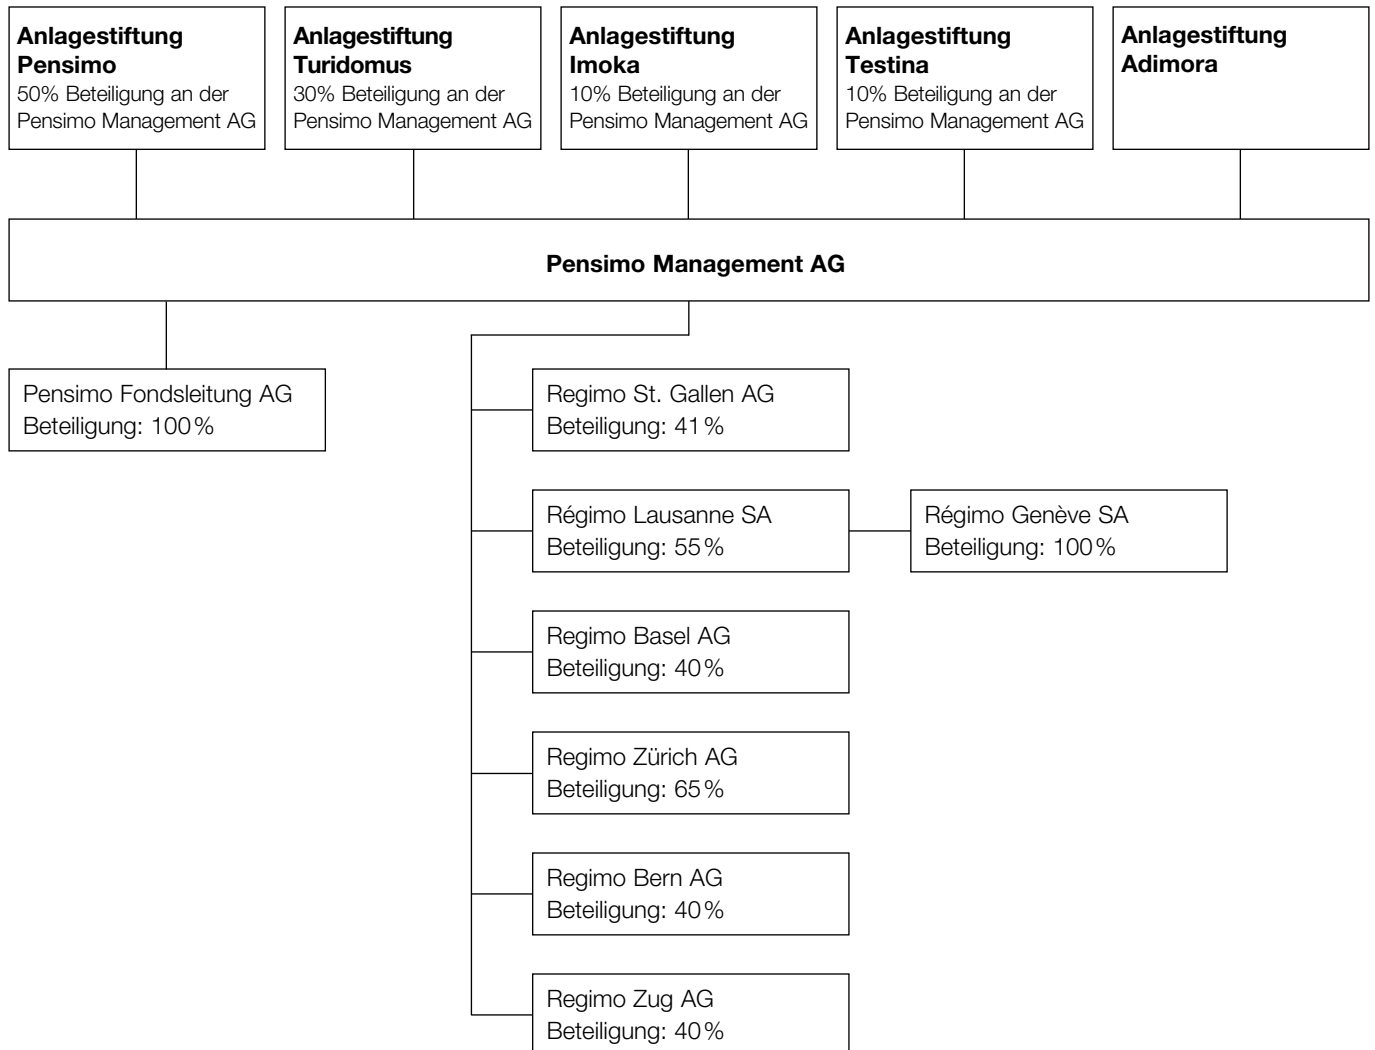 Anlagestiftung
Pensimo
50% Beteiligung an der
Pensimo Management AG
Anlagestiftung
Turidomus
30% Beteiligung an der
Pensimo Management AG
Anlagestiftung
Imoka
10% Beteiligung an der
Pensimo Management AG
Anlagestiftung
Testina
10% Beteiligung an der
Pensimo Management AG
Anlagestiftung
Adimora
Pensimo Management AG
Pensimo Fondsleitung AG
Beteiligung: 100%
Regimo St. Gallen AG
Beteiligung: 41%
Régimo Lausanne SA
Beteiligung: 55%
Régimo Genève SA
Beteiligung: 100%
Regimo Basel AG
Beteiligung: 40%
Regimo Zürich AG
Beteiligung: 65%
Regimo Bern AG
Beteiligung: 40%
Regimo Zug AG
Beteiligung: 40%